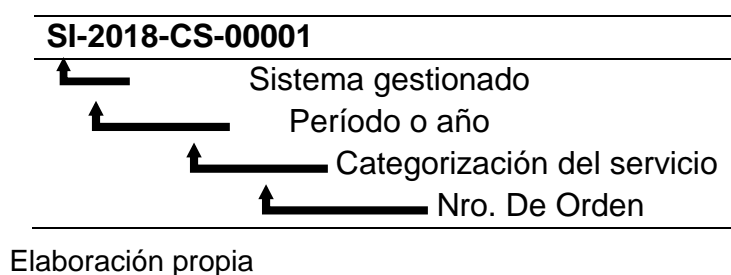 SI-2018-CS-00001
Sistema gestionado
Período o año
Categorización del servicio
Nro. De Orden
Elaboración propia